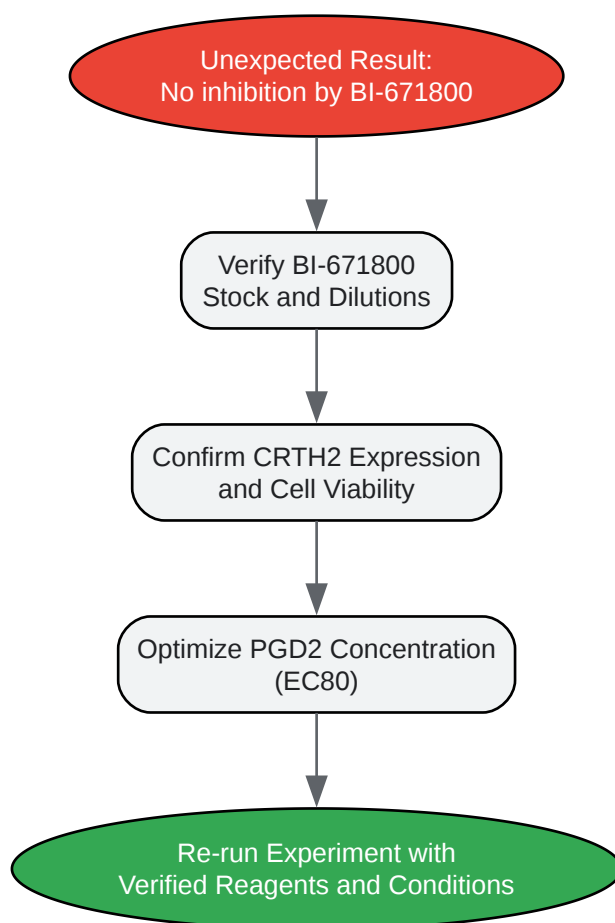 Unexpected Result:
No inhibition by BI-671800
Verify BI-671800
Stock and Dilutions
Confirm CRTH2 Expression
and Cell Viability
Optimize PGD2 Concentration
(EC80)
Re-run Experiment with
Verified Reagents and Conditions